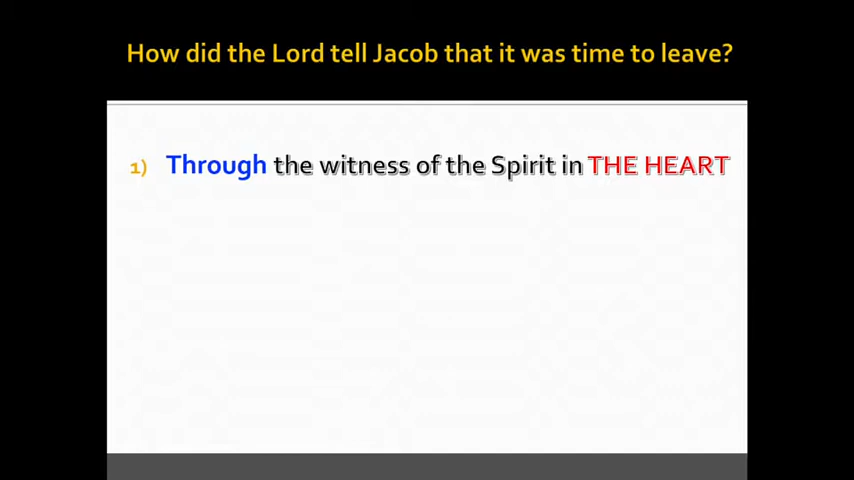 How did the Lord tell Jacob that it was time to leave?
1) Through the witness of the Spirit in THE HEART